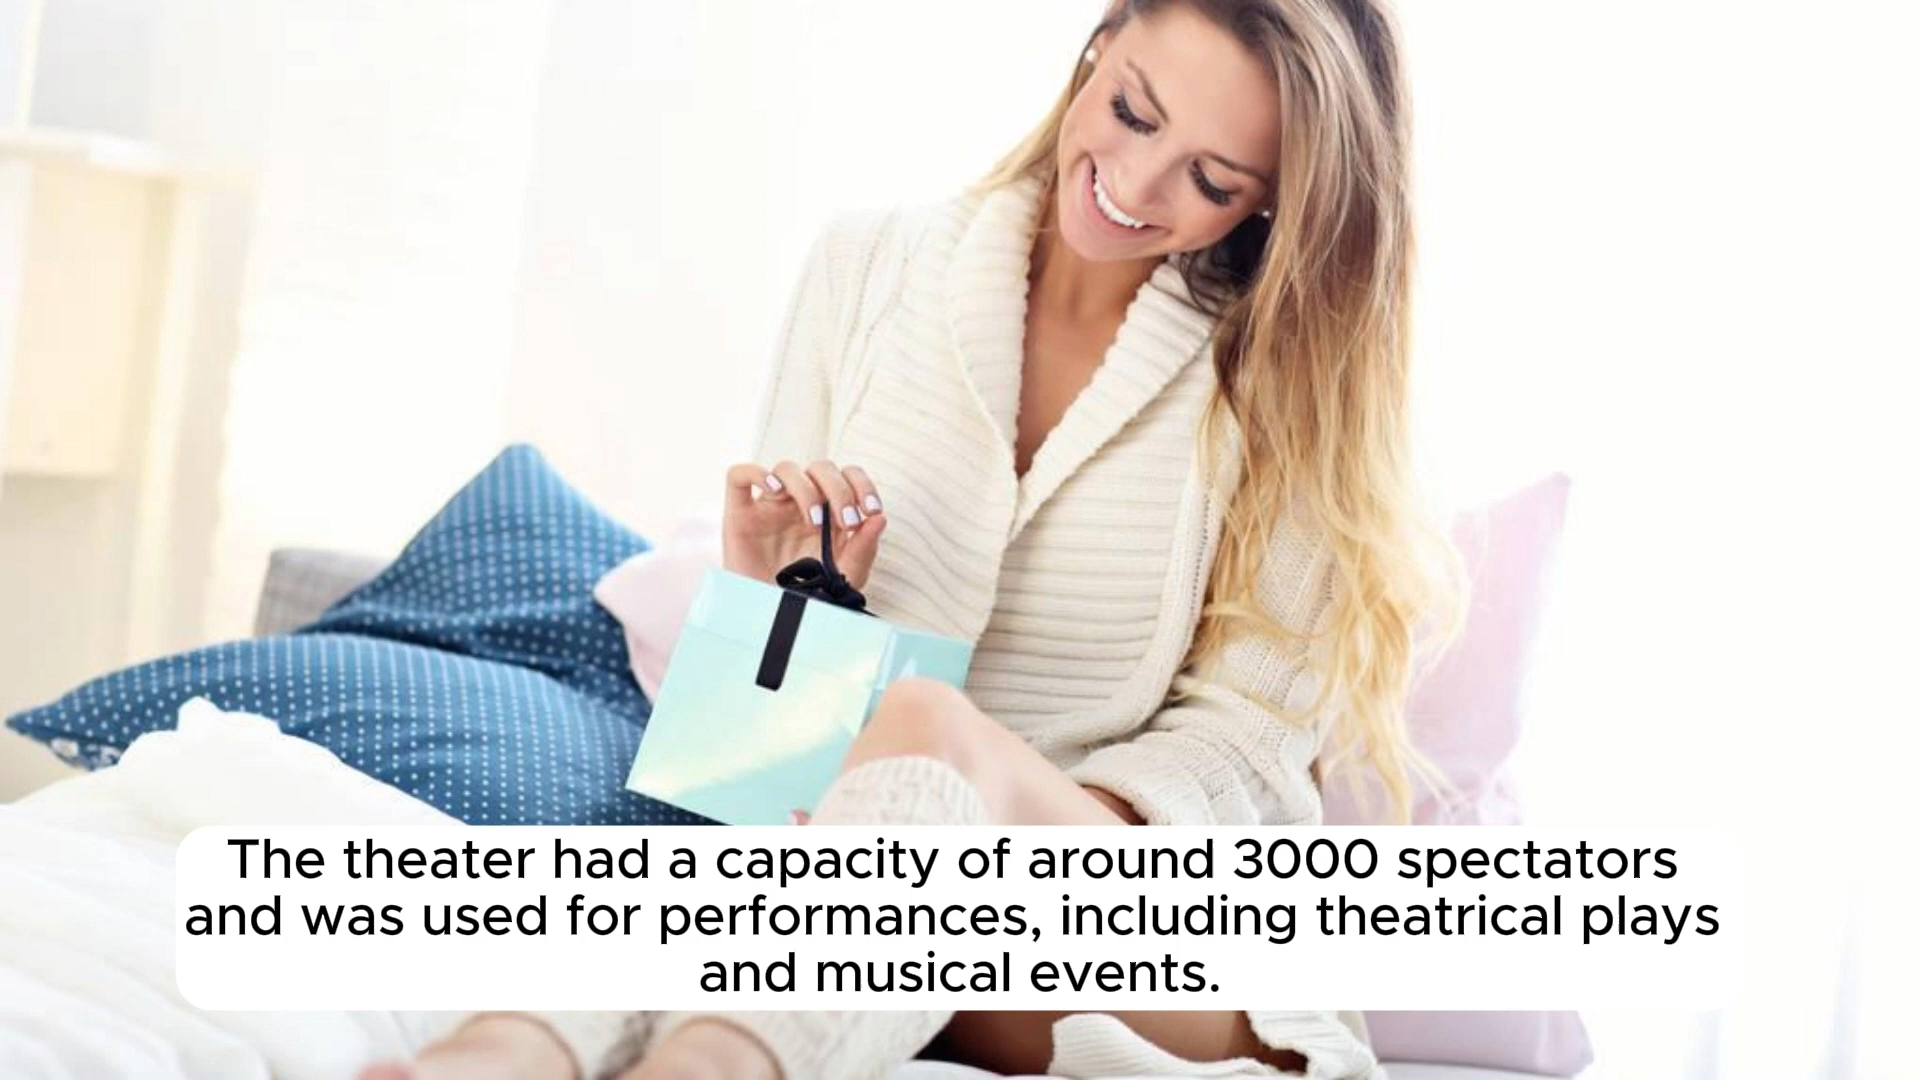 The theater had a capacity of around 3000 spectators
and was used for performances, including theatrical plays
and musical events.